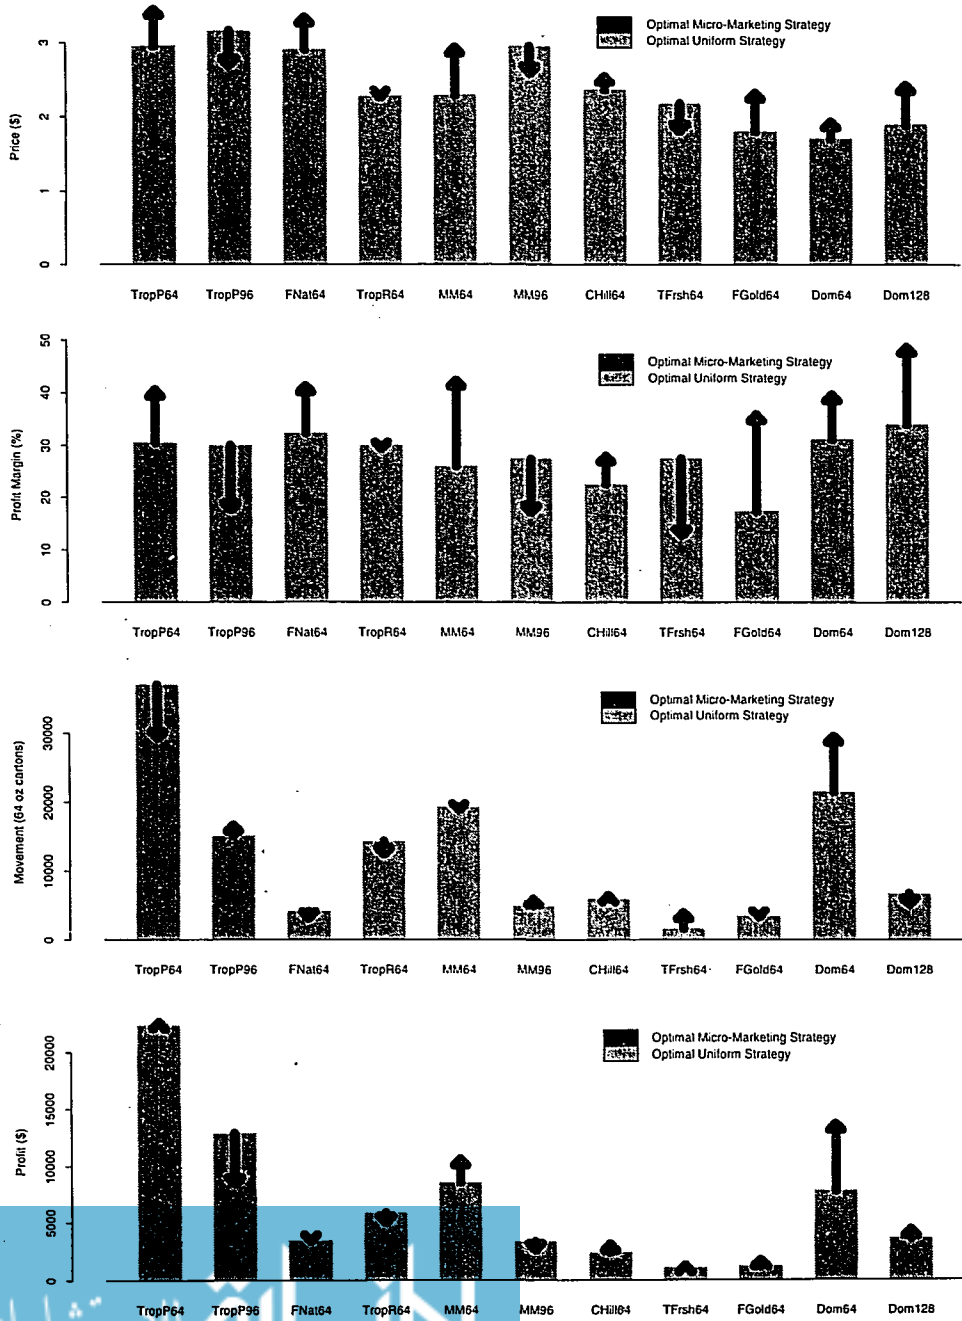 Optimal Micro-Marketing Strategy
Optimal Uniform Strategy
Price ($)
3
2
1
0
TropP64 TropP96 FNat64 TropR64 MM64 MM96 CHill64 TFrsh64 FGold64 Dom64 Dom128
Optimal Micro-Marketing Strategy
Optimal Uniform Strategy
Profit Margin (%)
50
40
30
20
10
0
TropP64 TropP96 FNat64 TropR64 MM64 MM96 CHill64 TFrsh64 FGold64 Dom64 Dom128
Optimal Micro-Marketing Strategy
Optimal Uniform Strategy
Movement (64 oz cartons)
30000
20000
10000
0
TropP64 TropP96 FNat64 TropR64 MM64 MM96 CHill64 TFrsh64 FGold64 Dom64 Dom128
Optimal Micro-Marketing Strategy
Optimal Uniform Strategy
Profit ($)
20000
15000
10000
5000
0
TropP64 TropP96 FNat64 TropR64 MM64 MM96 CHill64 TFrsh64 FGold64 Dom64 Dom128